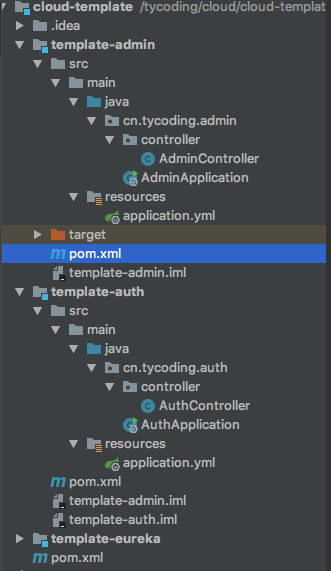 cloud-template /tycoding/cloud/cloud-templat
.idea
template-admin
src
main
java
cn.tycoding.admin
controller
AdminController
AdminApplication
resources
application.yml
target
pom.xml
template-admin.iml
template-auth
src
main
java
cn.tycoding.auth
controller
AuthController
AuthApplication
resources
application.yml
pom.xml
template-admin.iml
template-auth.iml
template-eureka
pom.xml